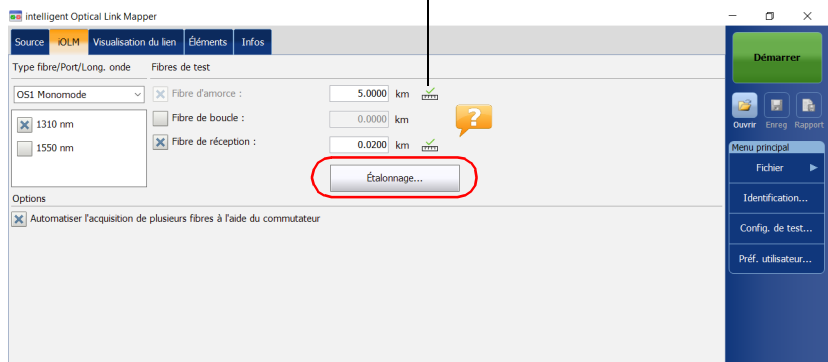 intelligent Optical Link Mapper
Source iOLM Visualisation du lien Éléments Infos
Type fibre/Port/Long. onde Fibres de test
OS1 Monomode
1310 nm
1550 nm
Fibre d'amorce : 5.0000 km
Fibre de boucle : 0.0000 km
Fibre de réception : 0.0200 km
?
Étalonnage...
Options
Automatiser l'acquisition de plusieurs fibres à l'aide du commutateur
Démarrer
Ouvrir Enreg Rapport
Menu principal
Fichier
Identification...
Config. de test...
Préf. utilisateur...